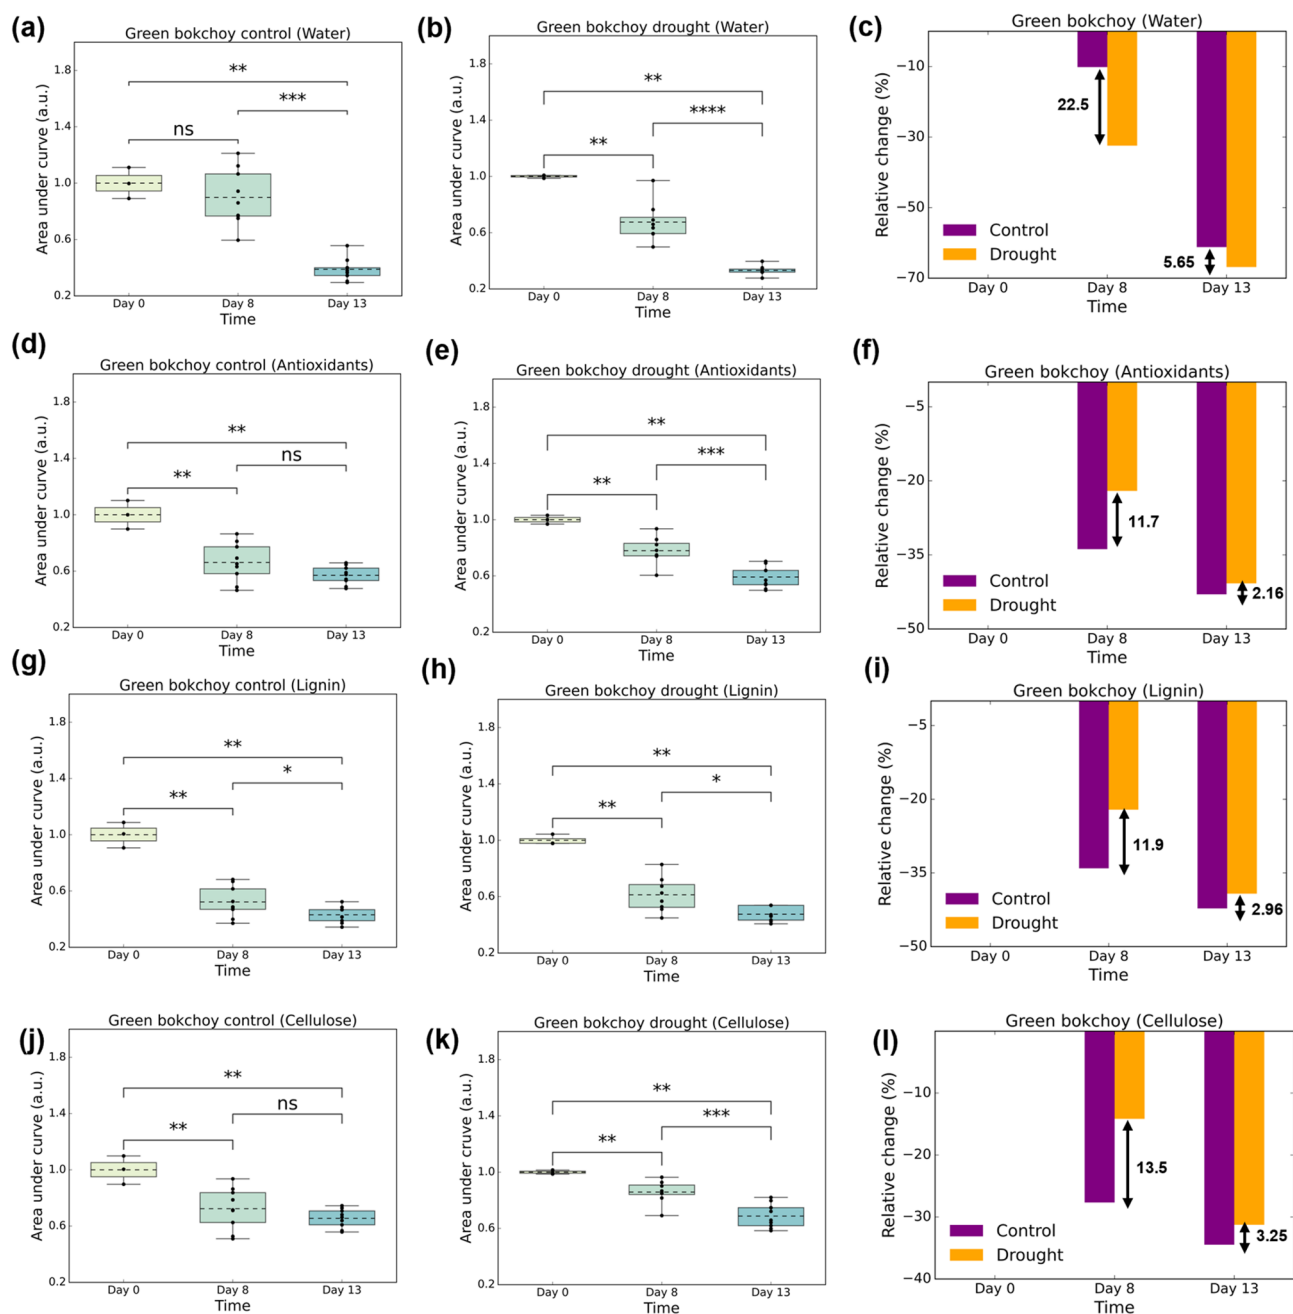 (a)
Green bokchoy control (Water)
Area under curve (a.u.)
1.8
1.4
1.0
0.6
0.2
**
***
ns
Day 0
Day 8
Day 13
Time
(b)
Green bokchoy drought (Water)
Area under curve (a.u.)
1.8
1.4
1.0
0.6
0.2
**
****
**
Day 0
Day 8
Day 13
Time
(c)
Green bokchoy (Water)
Relative change (%)
−10
−30
−50
−70
22.5
5.65
Control
Drought
Day 0
Day 8
Day 13
Time
(d)
Green bokchoy control (Antioxidants)
Area under curve (a.u.)
1.8
1.4
1.0
0.6
0.2
**
ns
**
Day 0
Day 8
Day 13
Time
(e)
Green bokchoy drought (Antioxidants)
Area under curve (a.u.)
1.8
1.4
1.0
0.6
0.2
**
***
**
Day 0
Day 8
Day 13
Time
(f)
Green bokchoy (Antioxidants)
Relative change (%)
−5
−20
−35
−50
11.7
2.16
Control
Drought
Day 0
Day 8
Day 13
Time
(g)
Green bokchoy control (Lignin)
Area under curve (a.u.)
1.8
1.4
1.0
0.6
0.2
**
*
**
Day 0
Day 8
Day 13
Time
(h)
Green bokchoy drought (Lignin)
Area under curve (a.u.)
1.8
1.4
1.0
0.6
0.2
**
*
**
Day 0
Day 8
Day 13
Time
(i)
Green bokchoy (Lignin)
Relative change (%)
−5
−20
−35
−50
11.9
2.96
Control
Drought
Day 0
Day 8
Day 13
Time
(j)
Green bokchoy control (Cellulose)
Area under curve (a.u.)
1.8
1.4
1.0
0.6
0.2
**
ns
**
Day 0
Day 8
Day 13
Time
(k)
Green bokchoy drought (Cellulose)
Area under cruve (a.u.)
1.8
1.4
1.0
0.6
0.2
**
***
**
Day 0
Day 8
Day 13
Time
(l)
Green bokchoy (Cellulose)
Relative change (%)
−10
−20
−30
−40
13.5
3.25
Control
Drought
Day 0
Day 8
Day 13
Time